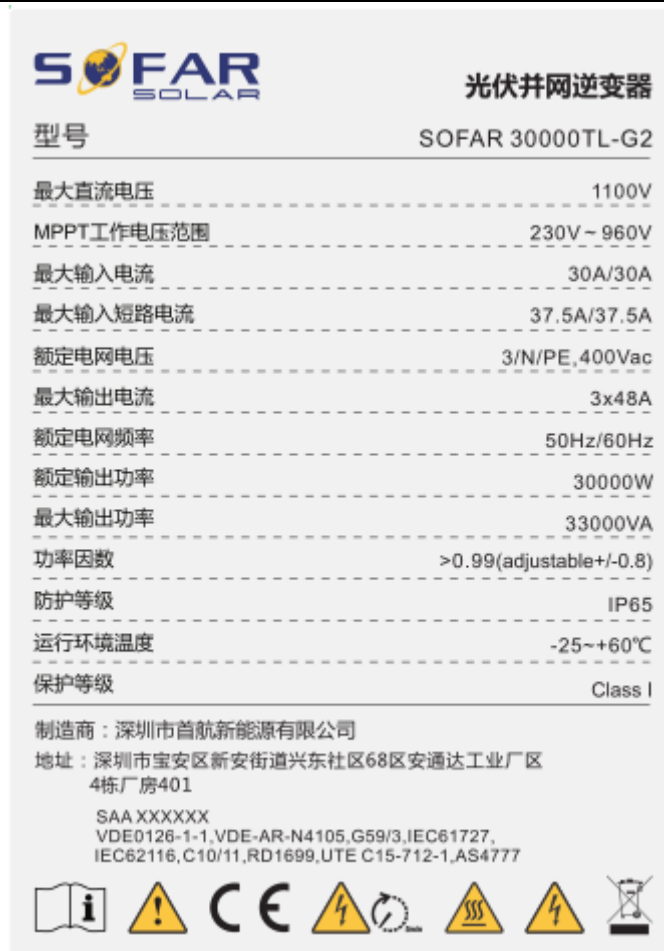 SOFAR
SOLAR
光伏并网逆变器
型号 SOFAR 30000TL-G2
最大直流电压 1100V
MPPT工作电压范围 230V~960V
最大输入电流 30A/30A
最大输入短路电流 37.5A/37.5A
额定电网电压 3/N/PE,400Vac
最大输出电流 3x48A
额定电网频率 50Hz/60Hz
额定输出功率 30000W
最大输出功率 33000VA
功率因数 >0.99(adjustable+/-0.8)
防护等级 IP65
运行环境温度 -25~+60℃
保护等级 Class I
制造商：深圳市首航新能源有限公司
地址：深圳市宝安区新安街道兴东社区68区安通达工业厂区
4栋厂房401
SAA XXXXXX
VDE0126-1-1,VDE-AR-N4105,G59/3,IEC61727,
IEC62116,C10/11,RD1699,UTE C15-712-1,AS4777
CE